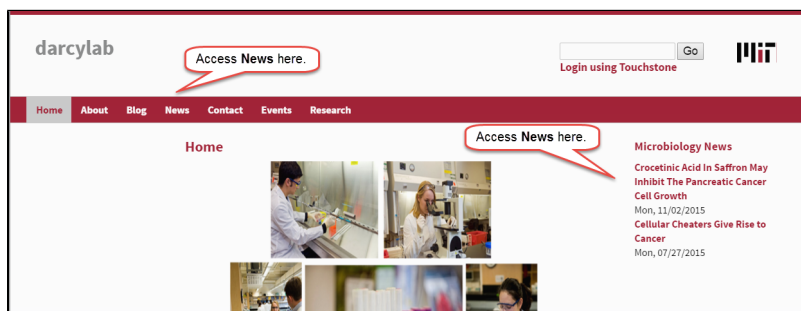 darcylab
Access News here.
Go
Login using Touchstone
MIT
Home About Blog News Contact Events Research
Home
Access News here.
Microbiology News
Crocetinic Acid In Saffron May
Inhibit The Pancreatic Cancer
Cell Growth
Mon, 11/02/2015
Cellular Cheaters Give Rise to
Cancer
Mon, 07/27/2015